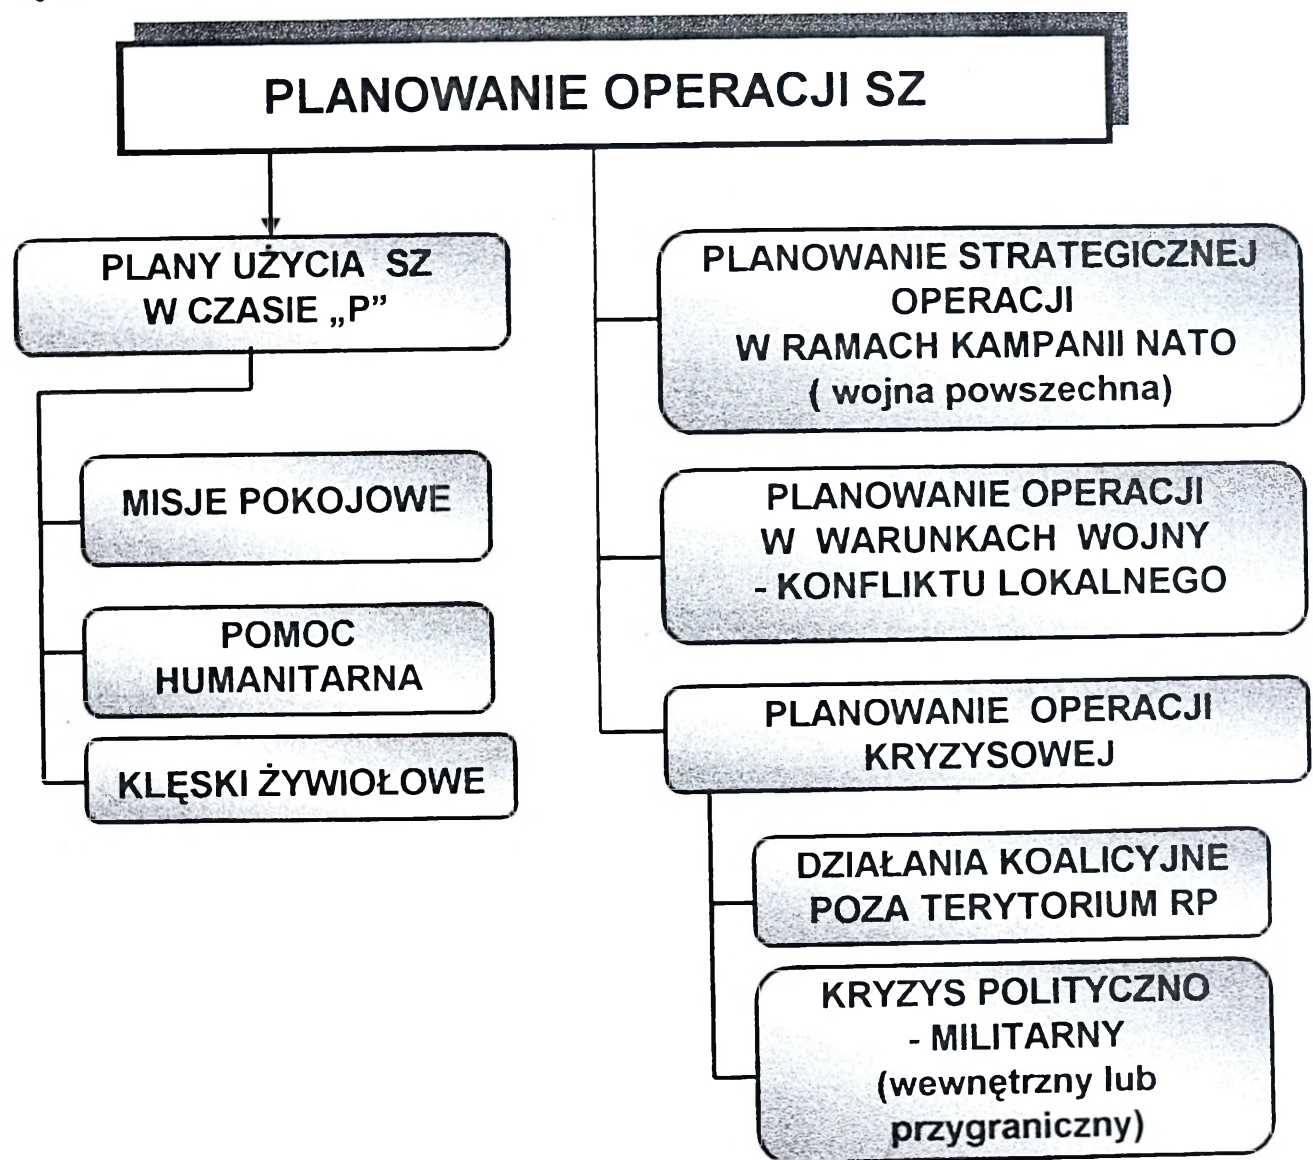 PLANOWANIE OPERACJI SZ
PLANY UŻYCIA SZ
W CZASIE „P”
MISJE POKOJOWE
POMOC
HUMANITARNA
KLĘSKI ŻYWIOŁOWE
PLANOWANIE STRATEGICZNEJ
OPERACJI
W RAMACH KAMPANII NATO
( wojna powszechna)
PLANOWANIE OPERACJI
W WARUNKACH WOJNY
- KONFLIKTU LOKALNEGO
PLANOWANIE OPERACJI
KRYZYSOWEJ
DZIAŁANIA KOALICYJNE
POZA TERYTORIUM RP
KRYZYS POLITYCZNO
- MILITARNY
(wewnętrzny lub
przygraniczny)